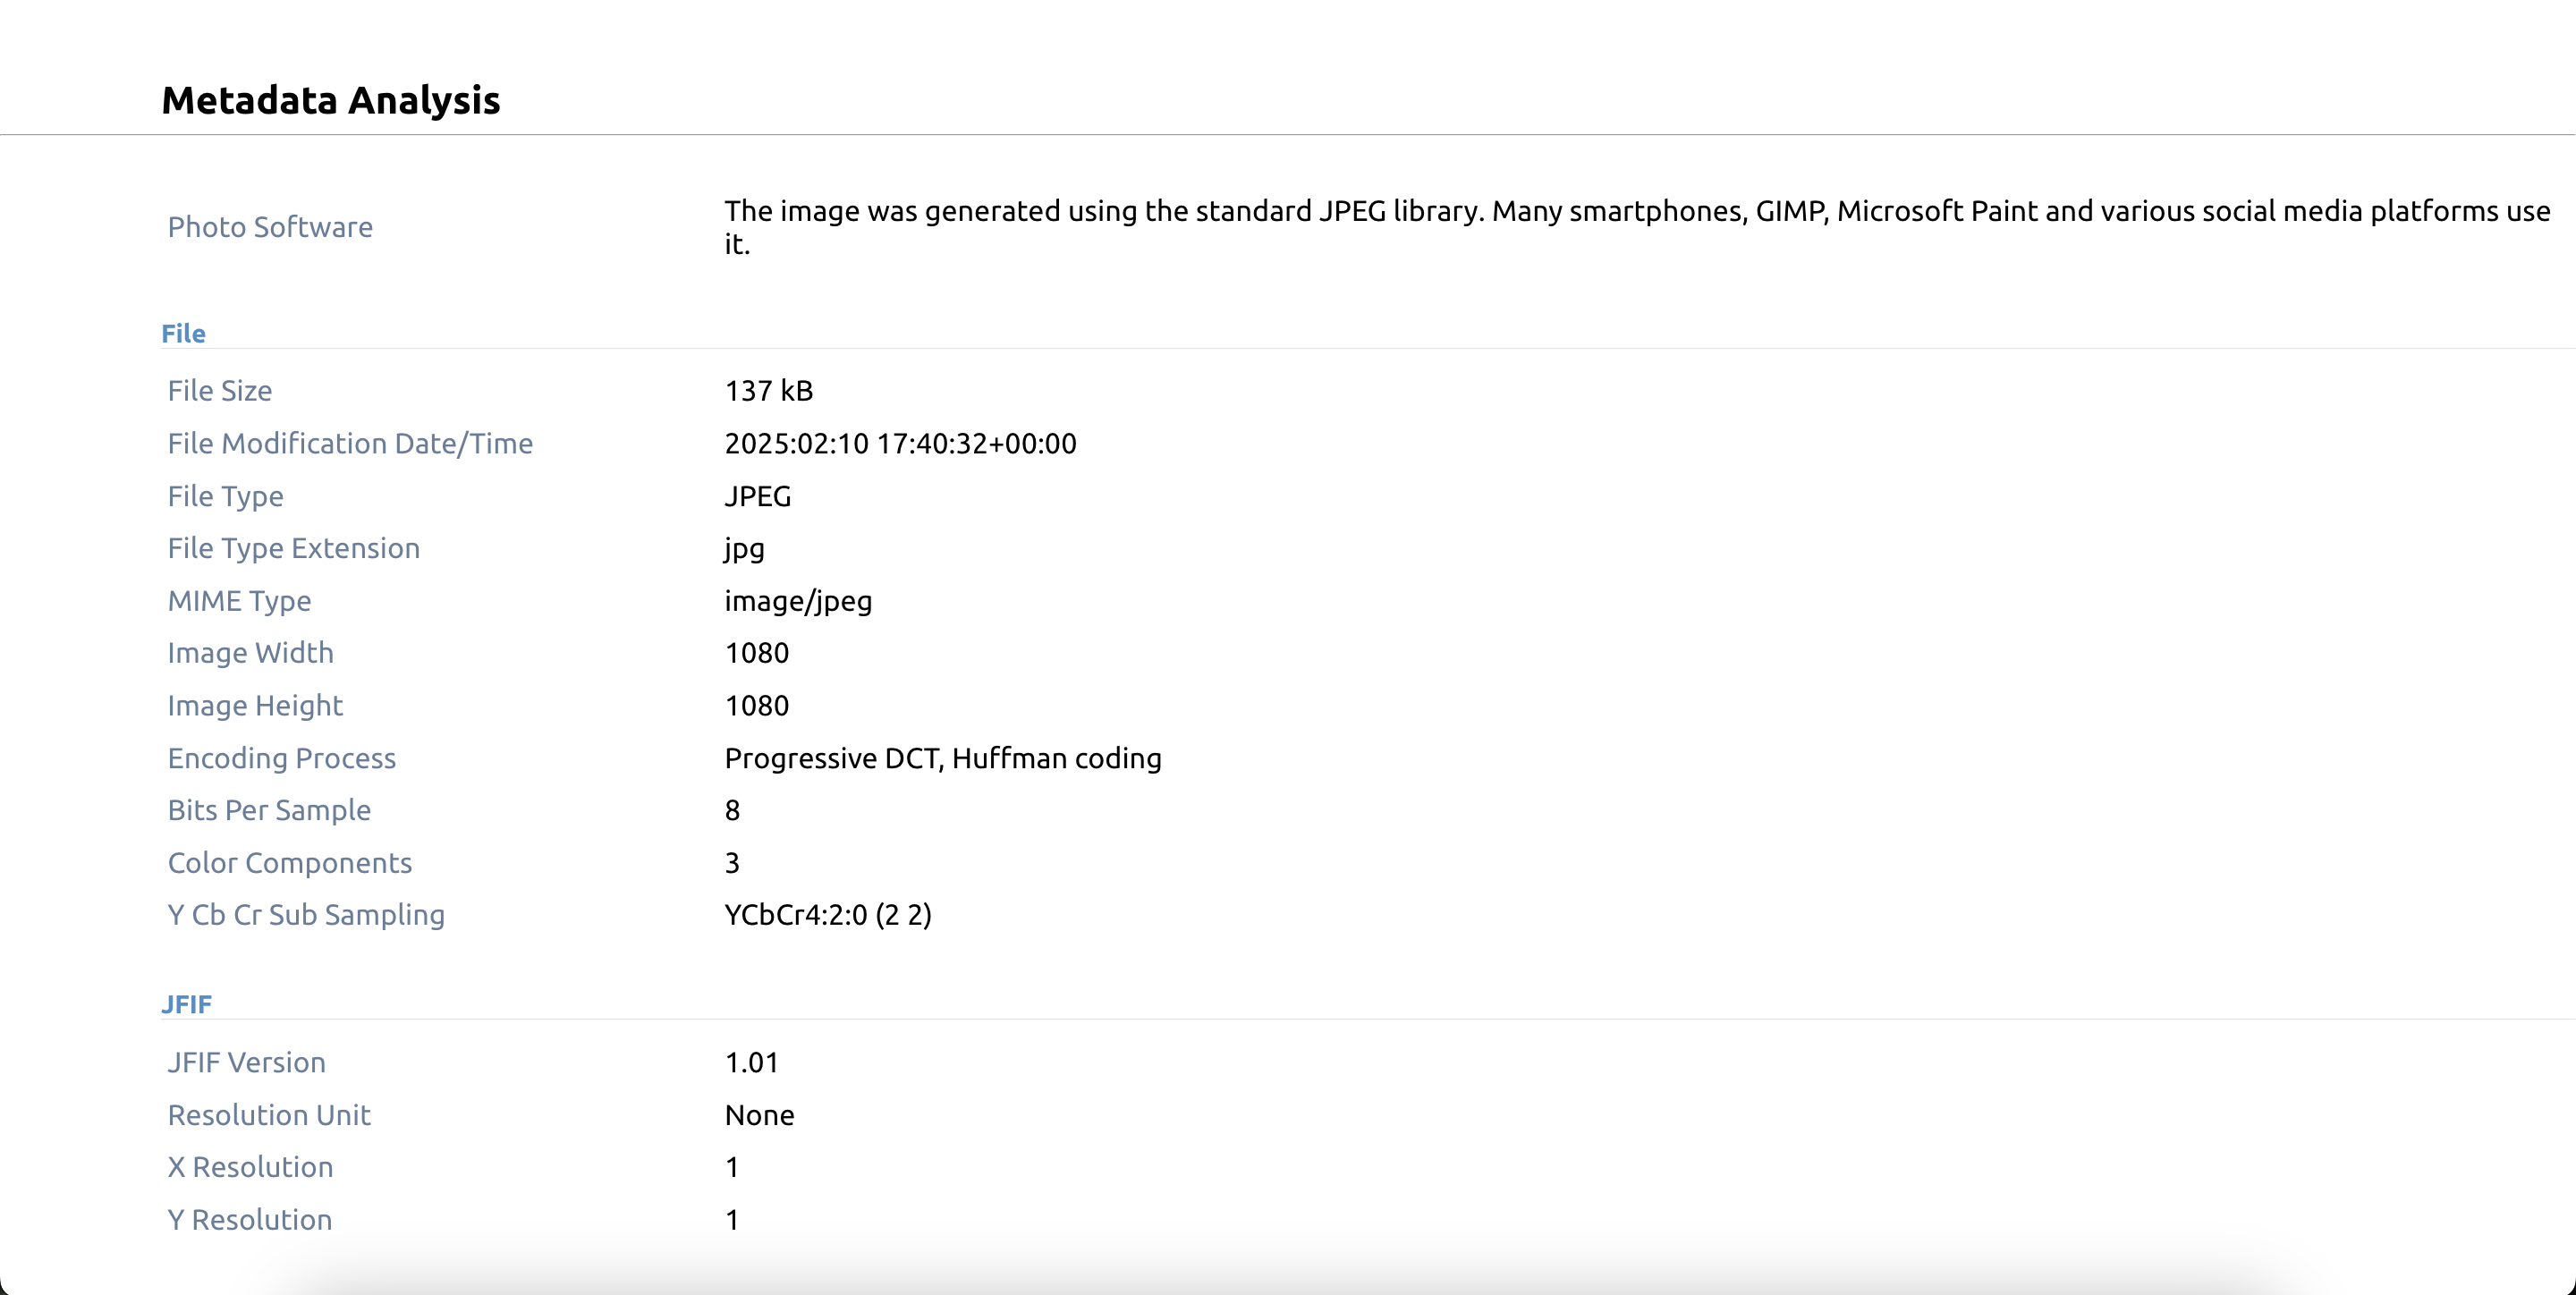 Metadata Analysis
Photo Software
The image was generated using the standard JPEG library. Many smartphones, GIMP, Microsoft Paint and various social media platforms use
it.
File
File Size 137 kB
File Modification Date/Time 2025:02:10 17:40:32+00:00
File Type JPEG
File Type Extension jpg
MIME Type image/jpeg
Image Width 1080
Image Height 1080
Encoding Process Progressive DCT, Huffman coding
Bits Per Sample 8
Color Components 3
Y Cb Cr Sub Sampling YCbCr4:2:0 (2 2)
JFIF
JFIF Version 1.01
Resolution Unit None
X Resolution 1
Y Resolution 1